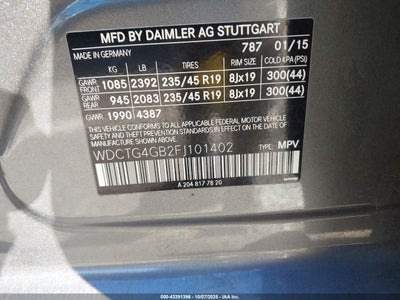 MFD BY DAIMLER AG STUTTGART
MADE IN GERMANY 787 01/15
KG LB TIRES RIM SIZE COLD KPA (PSI)
GAWR FRONT 1085 2392 235/45 R19 8Jx19 300(44)
GAWR REAR 945 2083 235/45 R19 8Jx19 300(44)
GVWR 1990 4387
THIS VEHICLE CONFORMS TO ALL APPLICABLE U.S. FEDERAL MOTOR VEHICLE
SAFETY AND THEFT PREVENTION STANDARDS IN EFFECT ON THE DATE OF
MANUFACTURE SHOWN ABOVE.
WDCTG4GB2FJ101402 TYPE: MPV
A 204 817 78 20
000-43391396 - 10/07/2025 - © IAA, Inc.